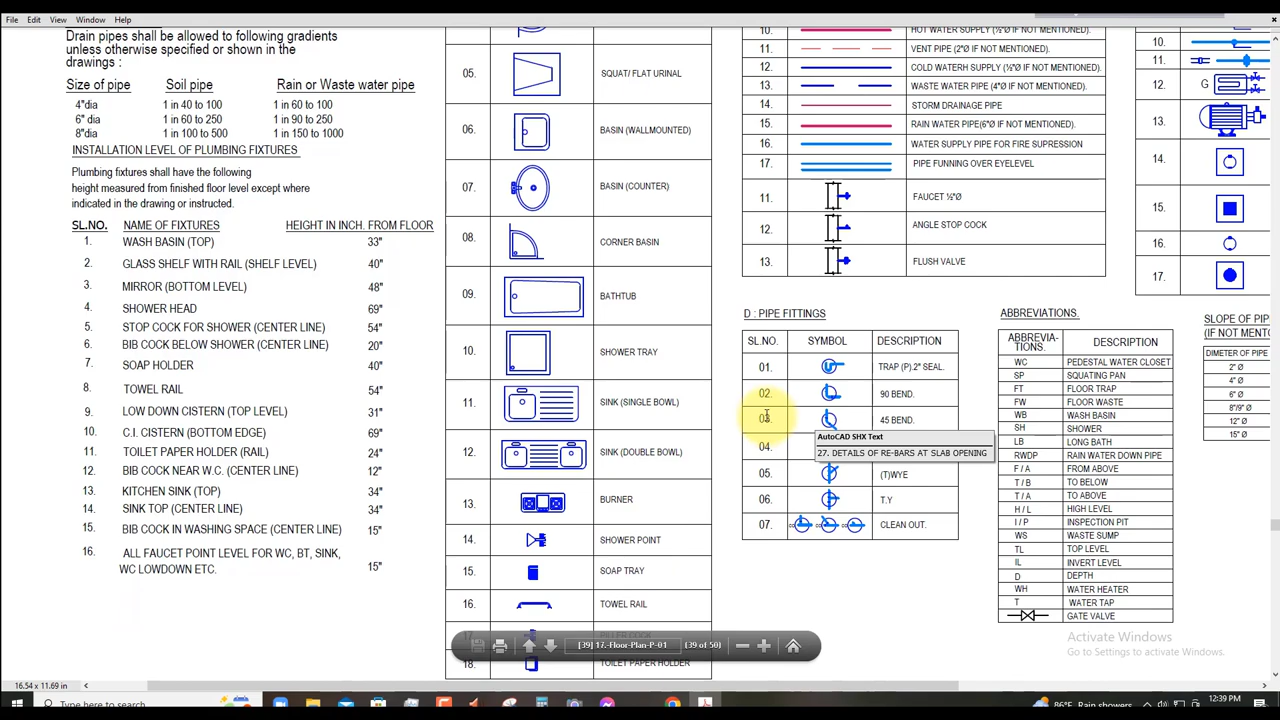 File Edit View Window Help
Drain pipes shall be allowed to following gradients
unless otherwise specified or shown in the
drawings :
Size of pipe Soil pipe Rain or Waste water pipe
4"dia 1 in 40 to 100 1 in 60 to 100
6" dia 1 in 60 to 250 1 in 90 to 250
8"dia 1 in 100 to 500 1 in 150 to 1000
INSTALLATION LEVEL OF PLUMBING FIXTURES
Plumbing fixtures shall have the following
height measured from finished floor level except where
indicated in the drawing or instructed.
SL.NO. NAME OF FIXTURES HEIGHT IN INCH. FROM FLOOR
1. WASH BASIN (TOP) 33"
2. GLASS SHELF WITH RAIL (SHELF LEVEL) 40"
3. MIRROR (BOTTOM LEVEL) 48"
4. SHOWER HEAD 69"
5. STOP COCK FOR SHOWER (CENTER LINE) 54"
6. BIB COCK BELOW SHOWER (CENTER LINE) 20"
7. SOAP HOLDER 40"
8. TOWEL RAIL 54"
9. LOW DOWN CISTERN (TOP LEVEL) 31"
10. C.I. CISTERN (BOTTOM EDGE) 69"
11. TOILET PAPER HOLDER (RAIL) 24"
12. BIB COCK NEAR W.C. (CENTER LINE) 12"
13. KITCHEN SINK (TOP) 34"
14. SINK TOP (CENTER LINE) 34"
15. BIB COCK IN WASHING SPACE (CENTER LINE) 15"
16. ALL FAUCET POINT LEVEL FOR WC, BT, SINK,
WC LOWDOWN ETC. 15"
05. SQUAT/ FLAT URINAL
06. BASIN (WALLMOUNTED)
07. BASIN (COUNTER)
08. CORNER BASIN
09. BATHTUB
10. SHOWER TRAY
11. SINK (SINGLE BOWL)
12. SINK (DOUBLE BOWL)
13. BURNER
14. SHOWER POINT
15. SOAP TRAY
16. TOWEL RAIL
18. TOILET PAPER HOLDER
10. HOT WATER SUPPLY (½"Ø IF NOT MENTIONED).
11. VENT PIPE (2"Ø IF NOT MENTIONED).
12. COLD WATERH SUPPLY (½"Ø IF NOT MENTIONED).
13. WASTE WATER PIPE (4"Ø IF NOT MENTIONED).
14. STORM DRAINAGE PIPE
15. RAIN WATER PIPE(6"Ø IF NOT MENTIONED).
16. WATER SUPPLY PIPE FOR FIRE SUPRESSION
17. PIPE FUNNING OVER EYELEVEL
11. FAUCET ½"Ø
12. ANGLE STOP COCK
13. FLUSH VALVE
D : PIPE FITTINGS
SL.NO. SYMBOL DESCRIPTION
01. TRAP (P),2" SEAL.
02. 90 BEND.
03. 45 BEND.
AutoCAD SHX Text
27. DETAILS OF RE-BARS AT SLAB OPENING
04.
05. (T)WYE
06. T.Y
07. CLEAN OUT.
ABBREVIATIONS.
ABBREVIA-
TIONS. DESCRIPTION
WC PEDESTAL WATER CLOSET
SP SQUATING PAN
FT FLOOR TRAP
FW FLOOR WASTE
WB WASH BASIN
SH SHOWER
LB LONG BATH
RWDP RAIN WATER DOWN PIPE
F / A FROM ABOVE
T / B TO BELOW
T / A TO ABOVE
H / L HIGH LEVEL
I / P INSPECTION PIT
WS WASTE SUMP
TL TOP LEVEL
IL INVERT LEVEL
D DEPTH
WH WATER HEATER
T WATER TAP
GATE VALVE
10.
11.
12. G
13.
14.
15.
16.
17.
SLOPE OF PIP
(IF NOT MENTIO
DIMETER OF PIPE
2" Ø
4" Ø
6" Ø
8"/9" Ø
12" Ø
15" Ø
[39] 17.-Floor-Plan-P-01 (39 of 50)
Activate Windows
Go to Settings to activate Windows.
16.54 x 11.69 in
Type here to search
86°F Rain showers
12:39 PM